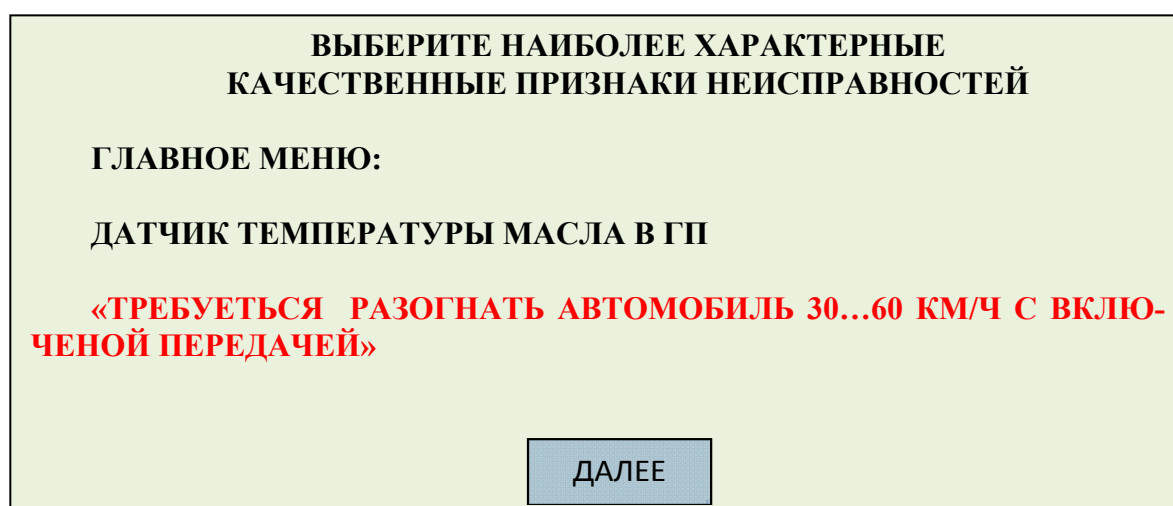 ВЫБЕРИТЕ НАИБОЛЕЕ ХАРАКТЕРНЫЕ
КАЧЕСТВЕННЫЕ ПРИЗНАКИ НЕИСПРАВНОСТЕЙ
ГЛАВНОЕ МЕНЮ:
ДАТЧИК ТЕМПЕРАТУРЫ МАСЛА В ГП
«ТРЕБУЕТЬСЯ РАЗОГНАТЬ АВТОМОБИЛЬ 30…60 КМ/Ч С ВКЛЮ-
ЧЕНОЙ ПЕРЕДАЧЕЙ»
ДАЛЕЕ